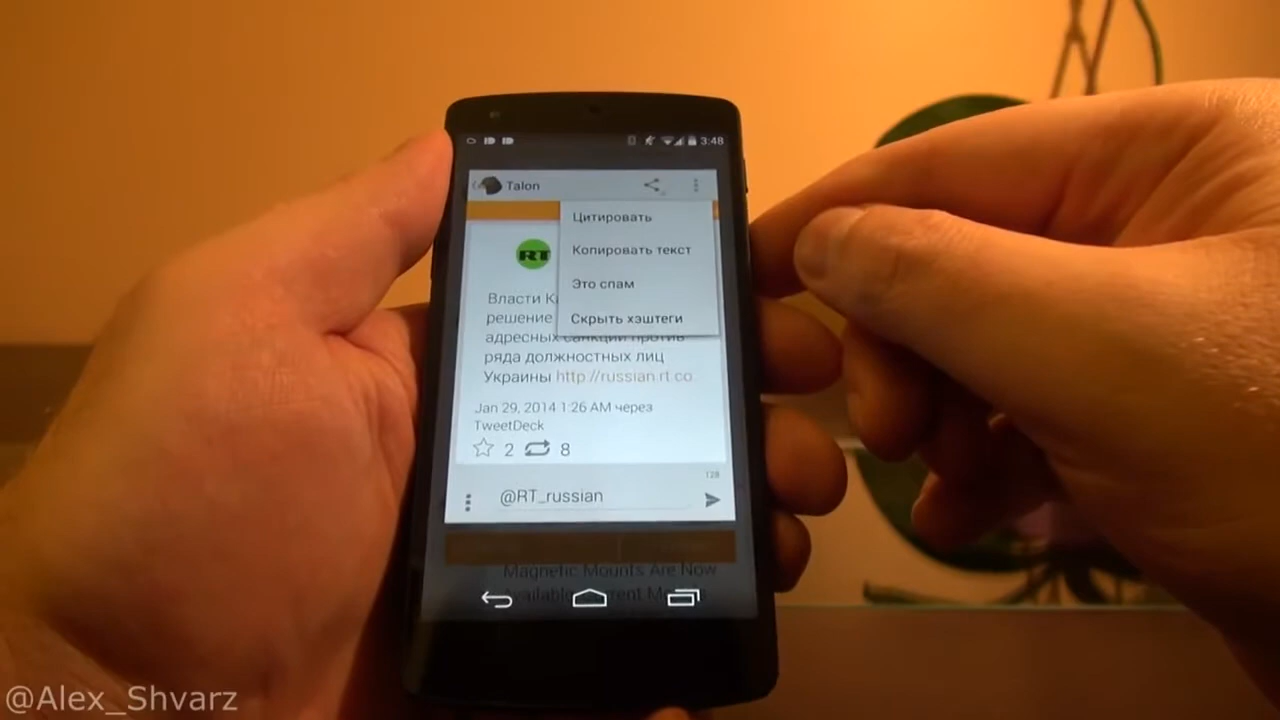 3:48
Talon
Цитировать
Копировать текст
Это спам
Скрыть хэштеги
RT
Власти
решение
адресных санкций против
ряда должностных лиц
Украины http://russian.rt.co
Jan 29, 2014 1:26 AM через
TweetDeck
2 8
128
@RT_russian
Magnetic Mounts Are Now
@Alex_Shvarz